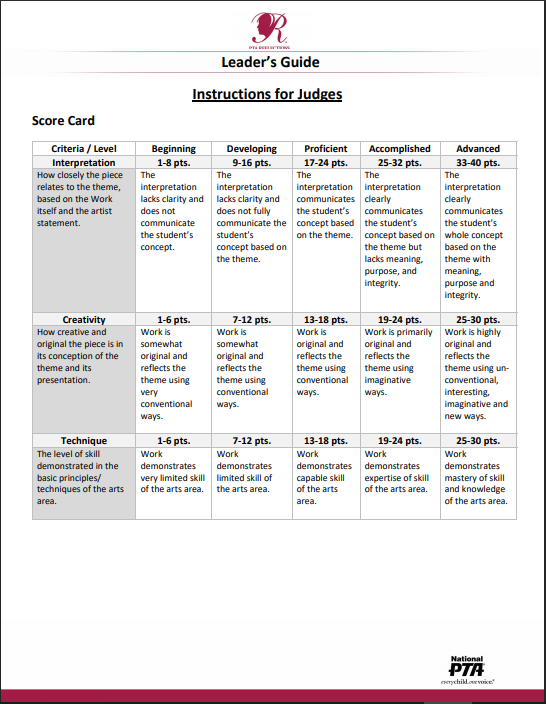 R
PTA REFLECTIONS
Leader's Guide
Instructions for Judges
Score Card
Criteria / Level Beginning Developing Proficient Accomplished Advanced
Interpretation 1-8 pts. 9-16 pts. 17-24 pts. 25-32 pts. 33-40 pts.
How closely the piece
relates to the theme,
based on the Work
itself and the artist
statement.
The
interpretation
lacks clarity and
does not
communicate
the student's
concept.
The
interpretation
lacks clarity and
does not fully
communicate the
student's
concept based on
the theme.
The
interpretation
communicates
the student's
concept based
on the theme.
The
interpretation
clearly
communicates
the student's
concept based on
the theme but
lacks meaning,
purpose, and
integrity.
The
interpretation
clearly
communicates
the student's
whole concept
based on the
theme with
meaning,
purpose and
integrity.
Creativity 1-6 pts. 7-12 pts. 13-18 pts. 19-24 pts. 25-30 pts.
How creative and
original the piece is in
its conception of the
theme and its
presentation.
Work is
somewhat
original and
reflects the
theme using
very
conventional
ways.
Work is
somewhat
original and
reflects the
theme using
conventional
ways.
Work is
original and
reflects the
theme using
conventional
ways.
Work is primarily
original and
reflects the
theme using
imaginative
ways.
Work is highly
original and
reflects the
theme using un-
conventional,
interesting,
imaginative and
new ways.
Technique 1-6 pts. 7-12 pts. 13-18 pts. 19-24 pts. 25-30 pts.
The level of skill
demonstrated in the
basic principles/
techniques of the arts
area.
Work
demonstrates
very limited skill
of the arts area.
Work
demonstrates
limited skill of
the arts area.
Work
demonstrates
capable skill
of the arts
area.
Work
demonstrates
expertise of skill
of the arts area.
Work
demonstrates
mastery of skill
and knowledge
of the arts area.
National
PTA
everychild.onevoice.®